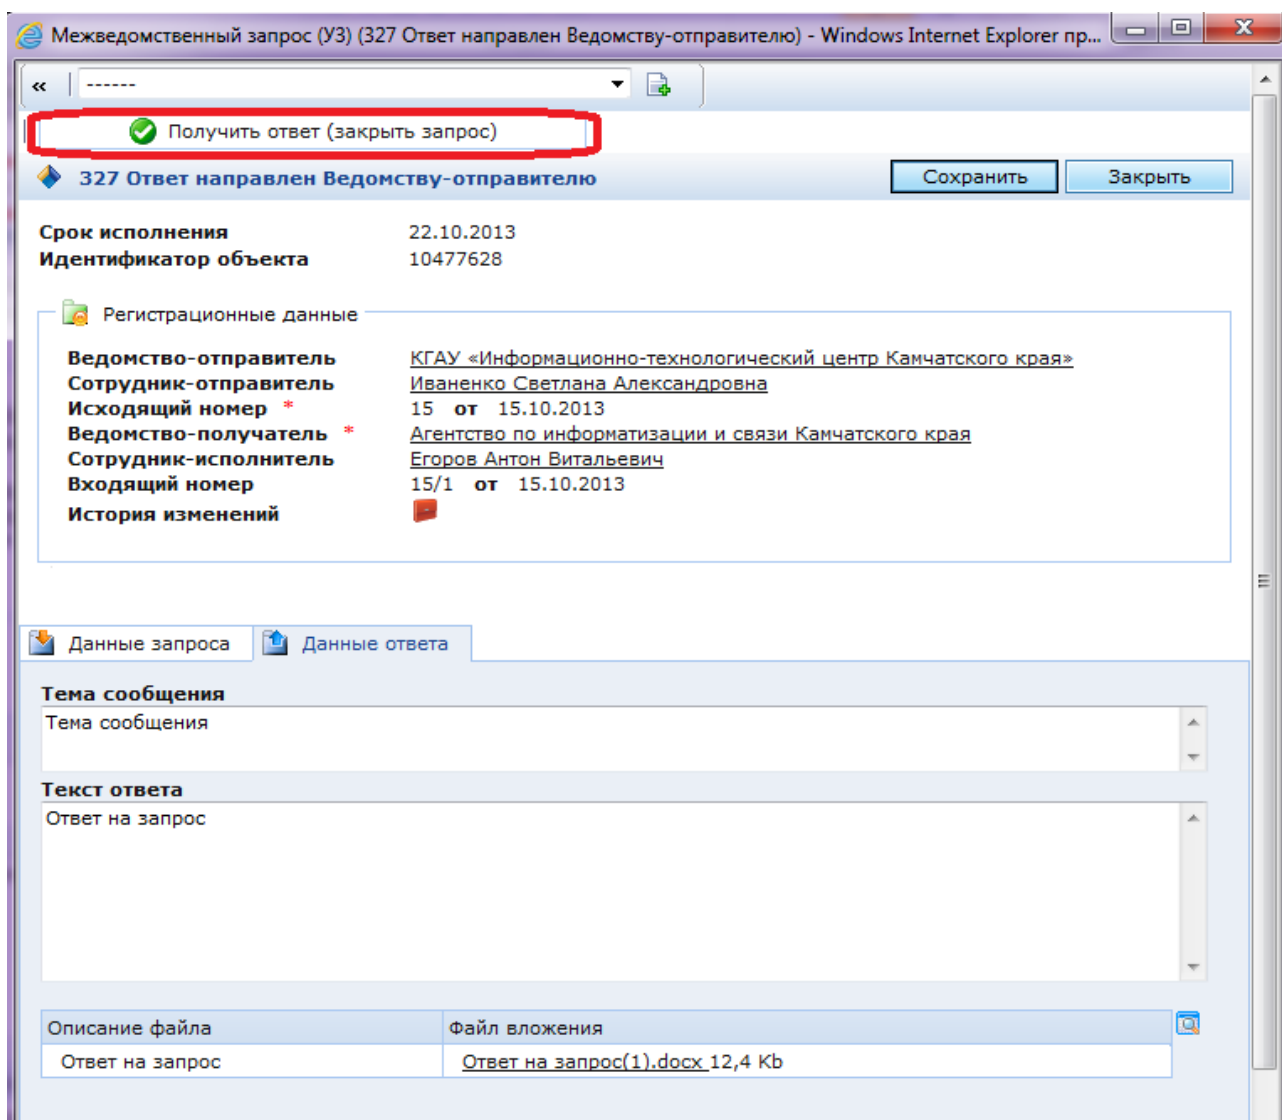 Межведомственный запрос (УЗ) (327 Ответ направлен Ведомству-отправителю) - Windows Internet Explorer пр...
« | ------
Получить ответ (закрыть запрос)
327 Ответ направлен Ведомству-отправителю Сохранить Закрыть
Срок исполнения 22.10.2013
Идентификатор объекта 10477628
Регистрационные данные
Ведомство-отправитель КГАУ «Информационно-технологический центр Камчатского края»
Сотрудник-отправитель Иваненко Светлана Александровна
Исходящий номер * 15 от 15.10.2013
Ведомство-получатель * Агентство по информатизации и связи Камчатского края
Сотрудник-исполнитель Егоров Антон Витальевич
Входящий номер 15/1 от 15.10.2013
История изменений
Данные запроса Данные ответа
Тема сообщения
Тема сообщения
Текст ответа
Ответ на запрос
Описание файла Файл вложения
Ответ на запрос Ответ на запрос(1).docx 12,4 Kb